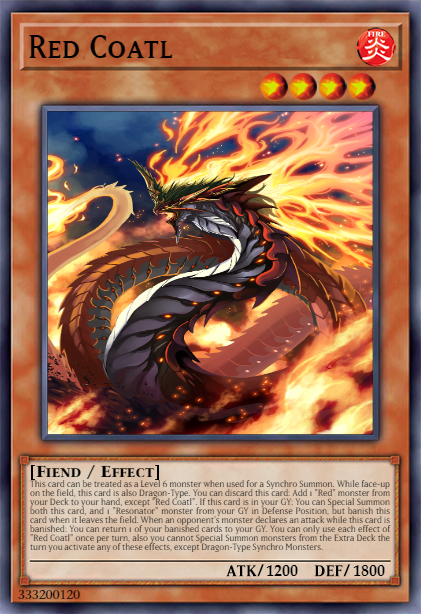 Red Coatl
FIRE
炎
[Fiend / Effect]
This card can be treated as a Level 6 monster when used for a Synchro Summon. While face-up
on the field, this card is also Dragon-Type. You can discard this card: Add 1 "Red" monster from
your Deck to your hand, except "Red Coatl". If this card is in your GY: You can Special Summon
both this card, and 1 "Resonator" monster from your GY in Defense Position, but banish this
card when it leaves the field. When an opponent's monster declares an attack while this card is
banished: You can return 1 of your banished cards to your GY. You can only use each effect of
"Red Coatl" once per turn, also you cannot Special Summon monsters from the Extra Deck the
turn you activate any of these effects, except Dragon-Type Synchro Monsters.
ATK/1200 DEF/1800
333200120